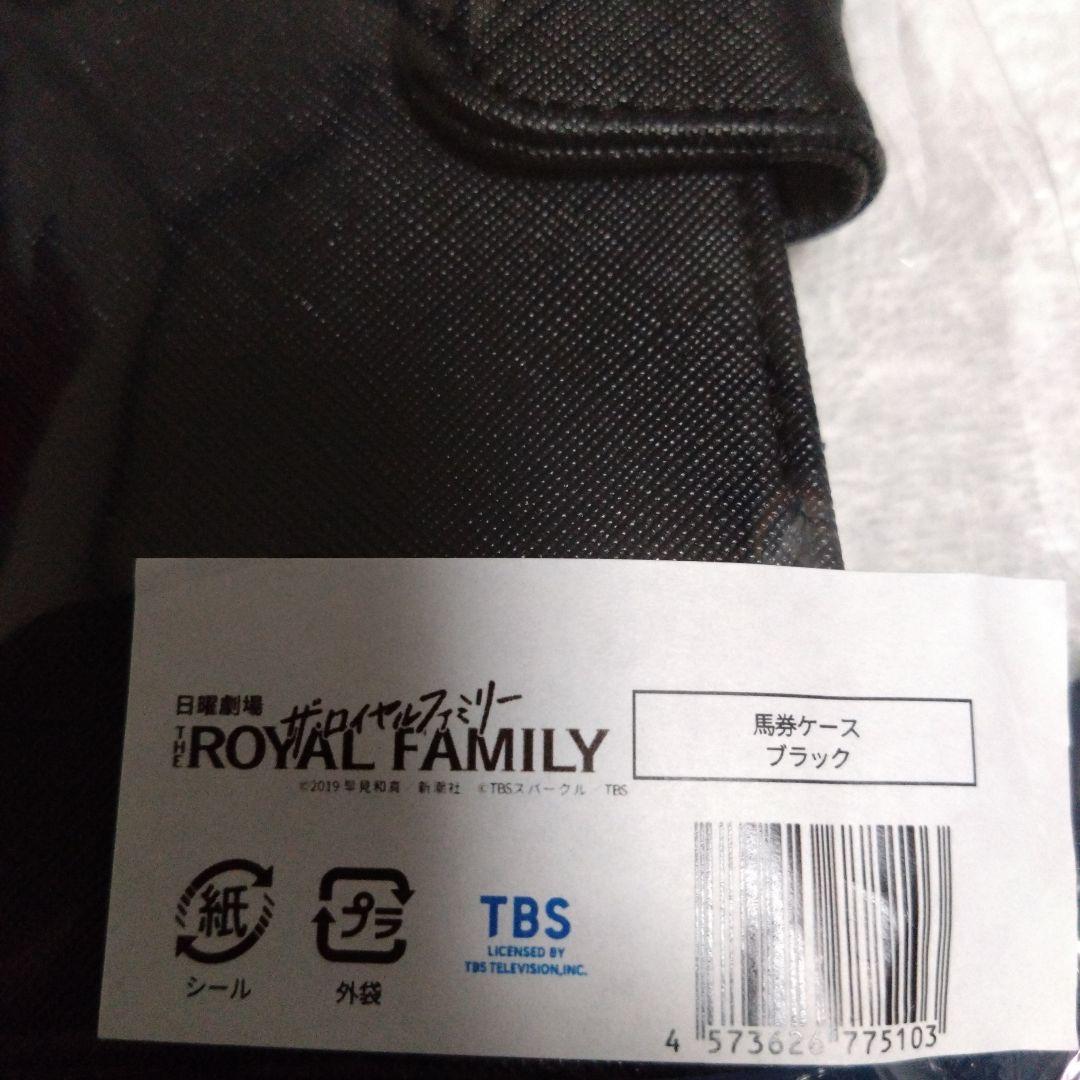 日曜劇場
ザ・ロイヤルファミリー
THE
ROYAL FAMILY
©2019 早見和真／新潮社 ©TBSスパークル／TBS
馬券ケース
ブラック
紙
シール
プラ
外袋
TBS
LICENSED BY
TBS TELEVISION,INC.
4 573626 775103